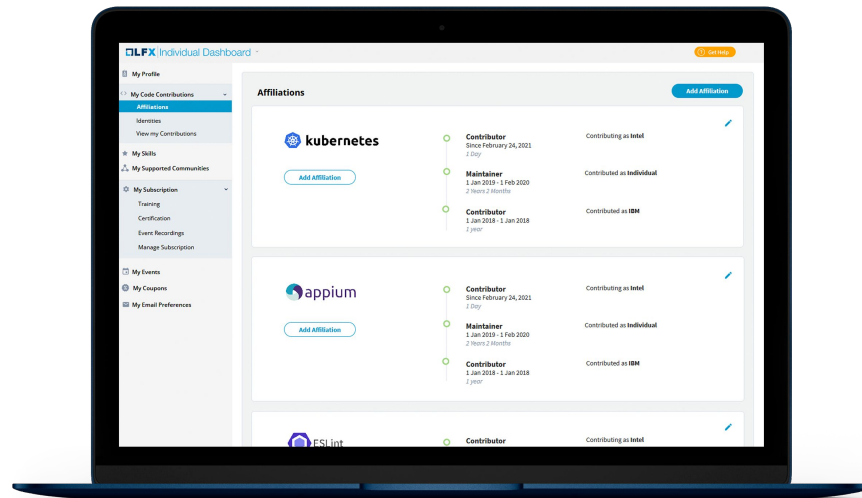 LFX Individual Dashboard
Get Help
My Profile
My Code Contributions
Affiliations
Identities
View my Contributions
My Skills
My Supported Communities
My Subscription
Training
Certification
Event Recordings
Manage Subscription
My Events
My Coupons
My Email Preferences
Affiliations
Add Affiliation
kubernetes
Add Affiliation
Contributor
Since February 24, 2021
1 Day
Contributing as Intel
Maintainer
1 Jan 2019 - 1 Feb 2020
2 Years 2 Months
Contributed as Individual
Contributor
1 Jan 2018 - 1 Jan 2018
1 year
Contributed as IBM
appium
Add Affiliation
Contributor
Since February 24, 2021
1 Day
Contributing as Intel
Maintainer
1 Jan 2019 - 1 Feb 2020
2 Years 2 Months
Contributed as Individual
Contributor
1 Jan 2018 - 1 Jan 2018
1 year
Contributed as IBM
ESLint
Contributor
Contributing as Intel